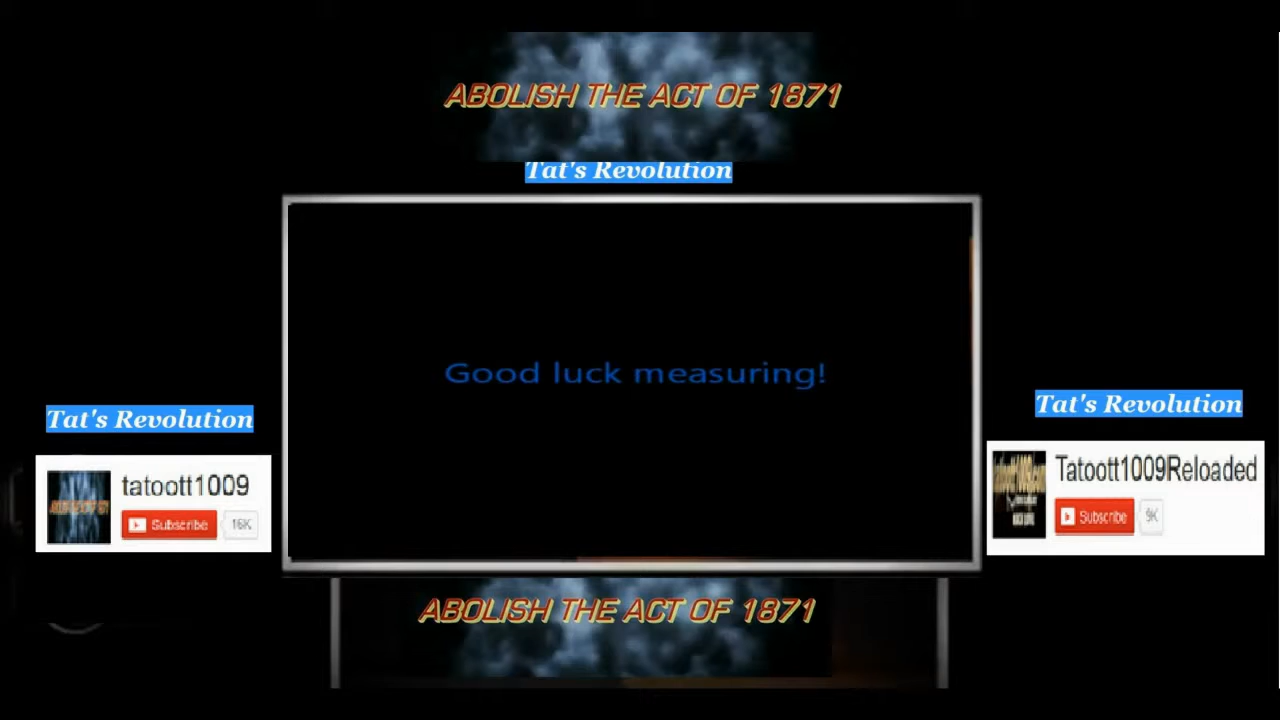 ABOLISH THE ACT OF 1871
Tat's Revolution
Good luck measuring!
Tat's Revolution
tatoott1009
Subscribe 16K
Tat's Revolution
Tatoott1009Reloaded
Subscribe 9K
ABOLISH THE ACT OF 1871